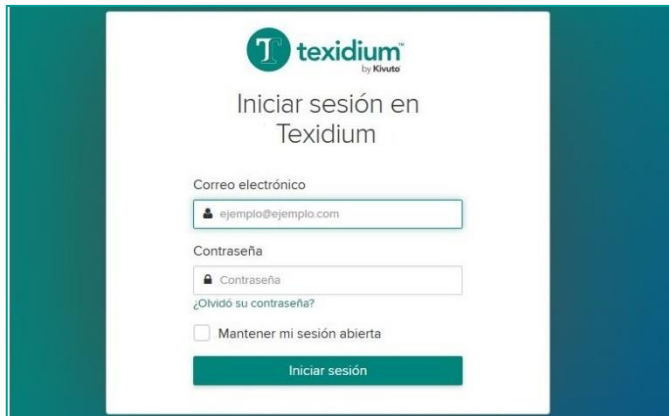 texidium™
by Kivuto
Iniciar sesión en
Texidium
Correo electrónico
ejemplo@ejemplo.com
Contraseña
Contraseña
¿Olvidó su contraseña?
Mantener mi sesión abierta
Iniciar sesión